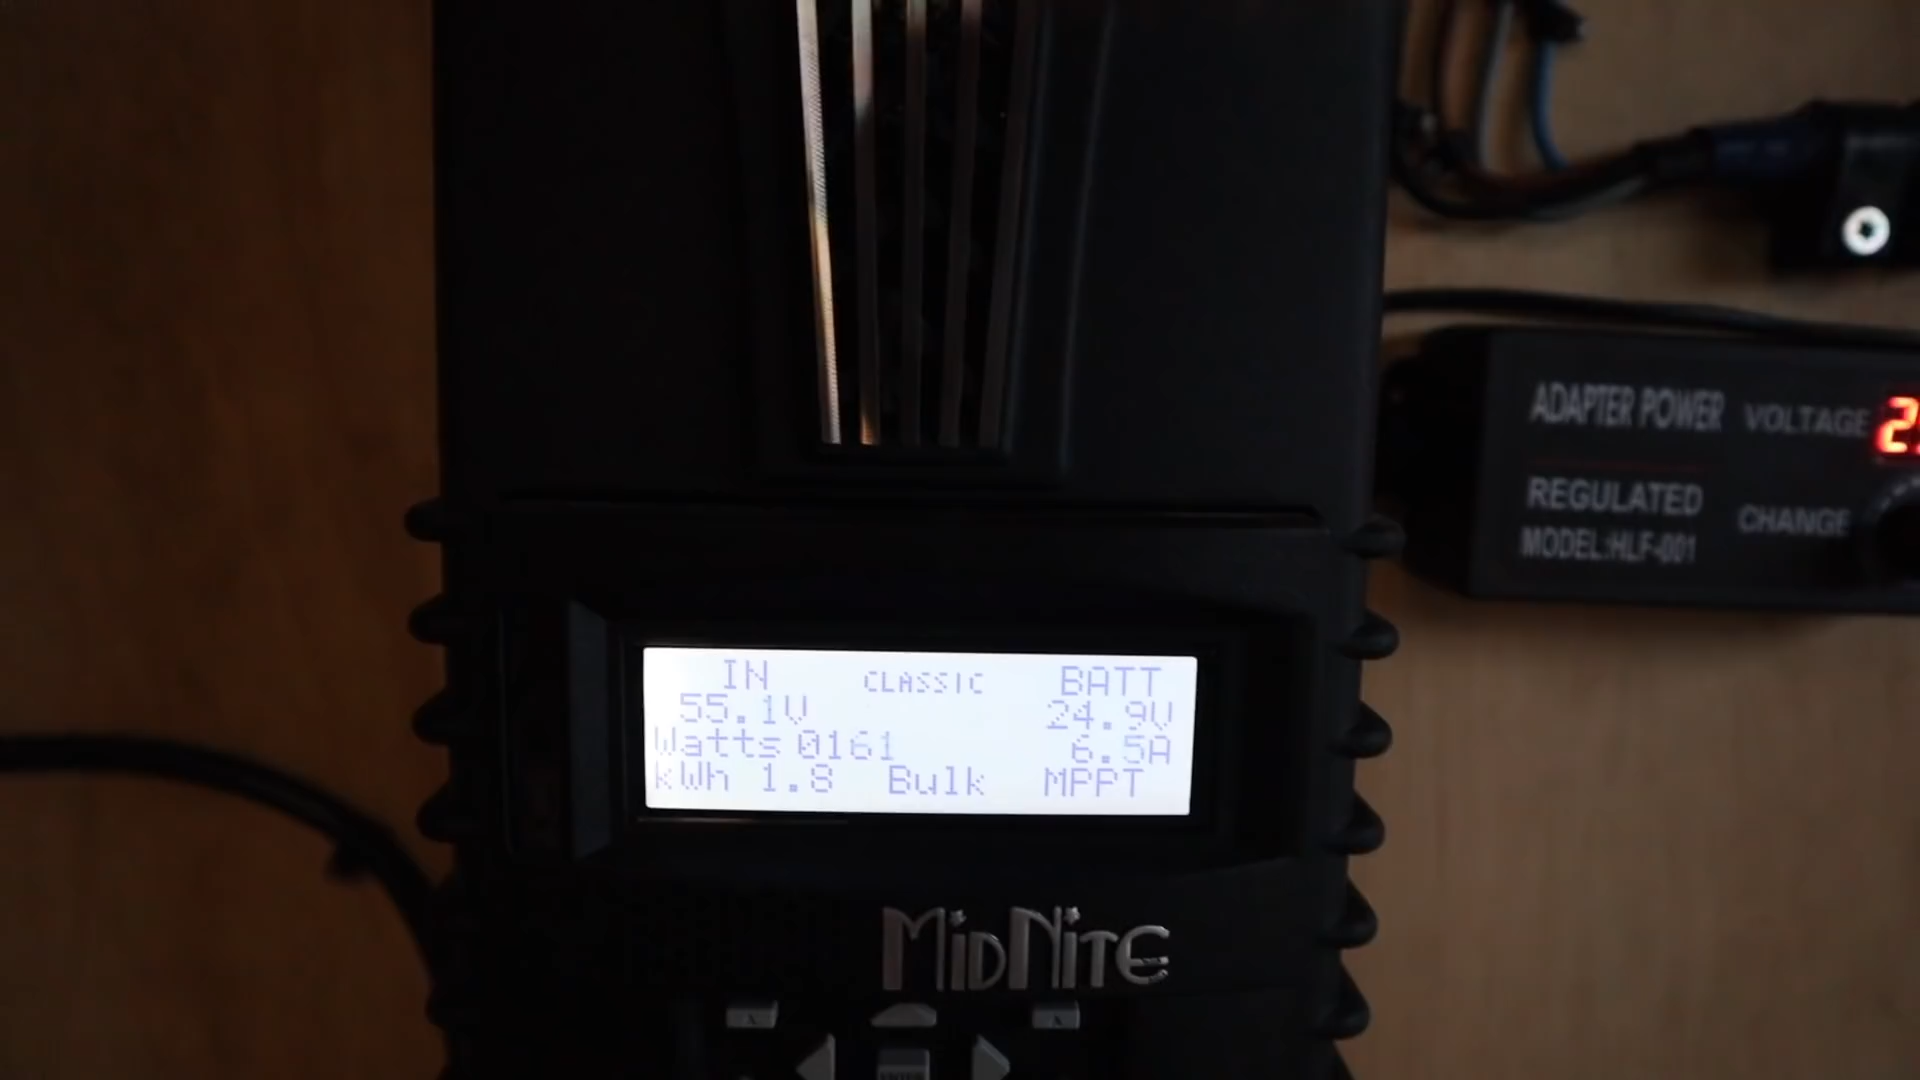 ADAPTER POWER VOLTAGE
REGULATED CHANGE
MODEL:HLF-001
IN CLASSIC BATT
55.1V 24.9V
Watts 0161 6.5A
kWh 1.8 Bulk MPPT
MIDNITE